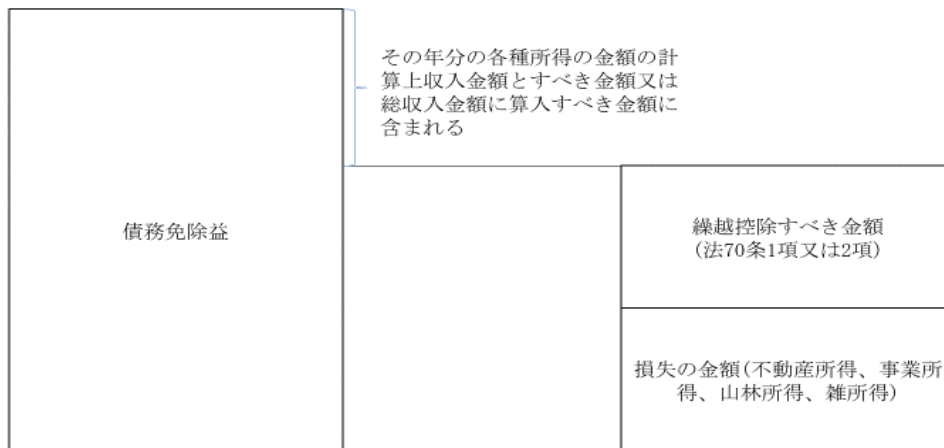 その年分の各種所得の金額の計
算上収入金額とすべき金額又は
総収入金額に算入すべき金額に
含まれる
債務免除益
繰越控除すべき金額
(法70条1項又は2項)
損失の金額(不動産所得、事業所
得、山林所得、雑所得)